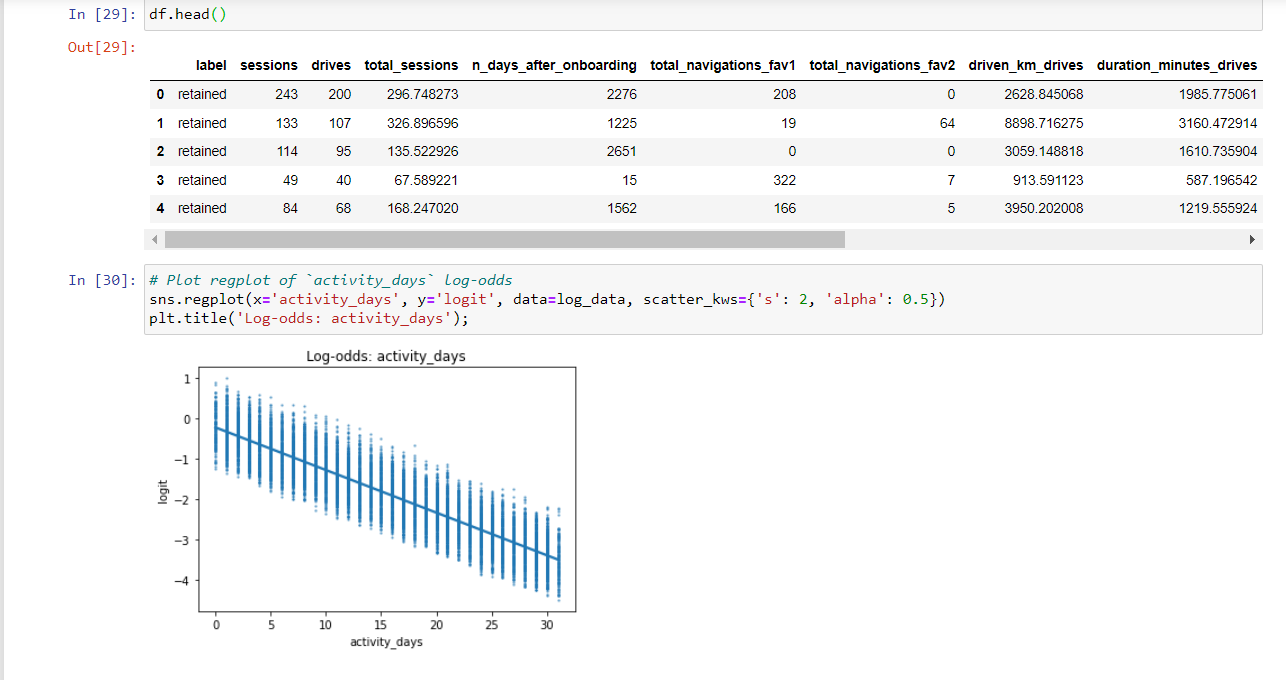 In [29]: df.head()
Out[29]:
label sessions drives total_sessions n_days_after_onboarding total_navigations_fav1 total_navigations_fav2 driven_km_drives duration_minutes_drives
0 retained 243 200 296.748273 2276 208 0 2628.845068 1985.775061
1 retained 133 107 326.896596 1225 19 64 8898.716275 3160.472914
2 retained 114 95 135.522926 2651 0 0 3059.148818 1610.735904
3 retained 49 40 67.589221 15 322 7 913.591123 587.196542
4 retained 84 68 168.247020 1562 166 5 3950.202008 1219.555924
In [30]: # Plot regplot of `activity_days` log-odds
sns.regplot(x='activity_days', y='logit', data=log_data, scatter_kws={'s': 2, 'alpha': 0.5})
plt.title('Log-odds: activity_days');
Log-odds: activity_days
1
0
−1
−2
−3
−4
logit
0 5 10 15 20 25 30
activity_days